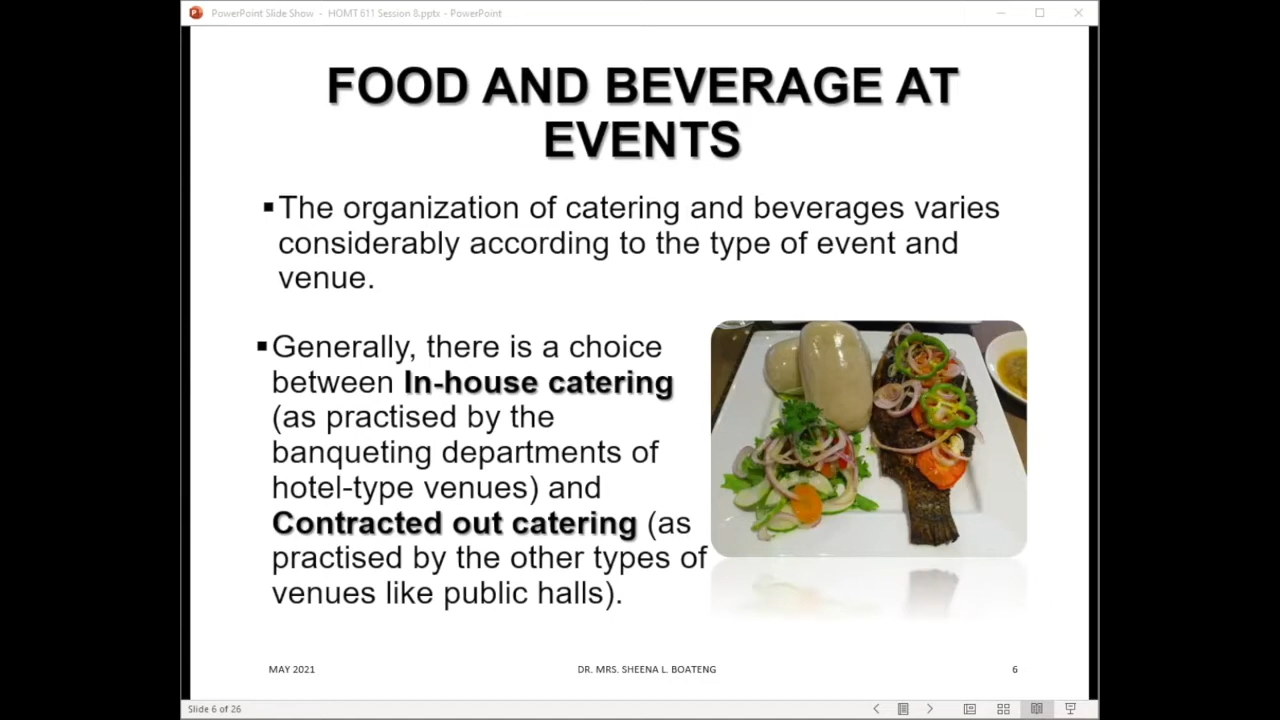 PowerPoint Slide Show - HOMT 611 Session 8.pptx - PowerPoint
FOOD AND BEVERAGE AT
EVENTS
▪The organization of catering and beverages varies
considerably according to the type of event and
venue.
▪Generally, there is a choice
between In-house catering
(as practised by the
banqueting departments of
hotel-type venues) and
Contracted out catering (as
practised by the other types of
venues like public halls).
MAY 2021
DR. MRS. SHEENA L. BOATENG
6
Slide 6 of 26